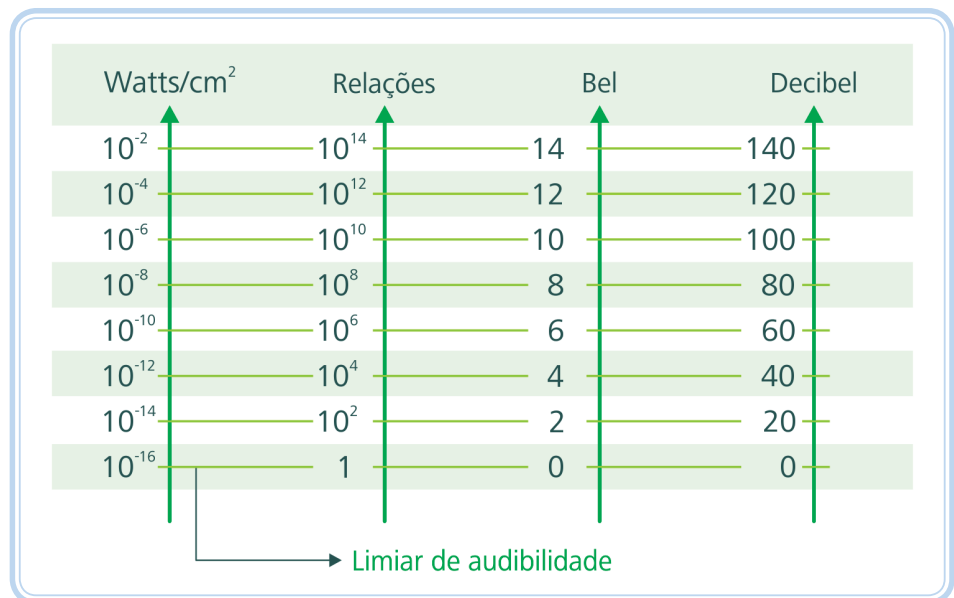 Watts/cm² Relações Bel Decibel
10⁻² 10¹⁴ 14 140
10⁻⁴ 10¹² 12 120
10⁻⁶ 10¹⁰ 10 100
10⁻⁸ 10⁸ 8 80
10⁻¹⁰ 10⁶ 6 60
10⁻¹² 10⁴ 4 40
10⁻¹⁴ 10² 2 20
10⁻¹⁶ 1 0 0
Limiar de audibilidade